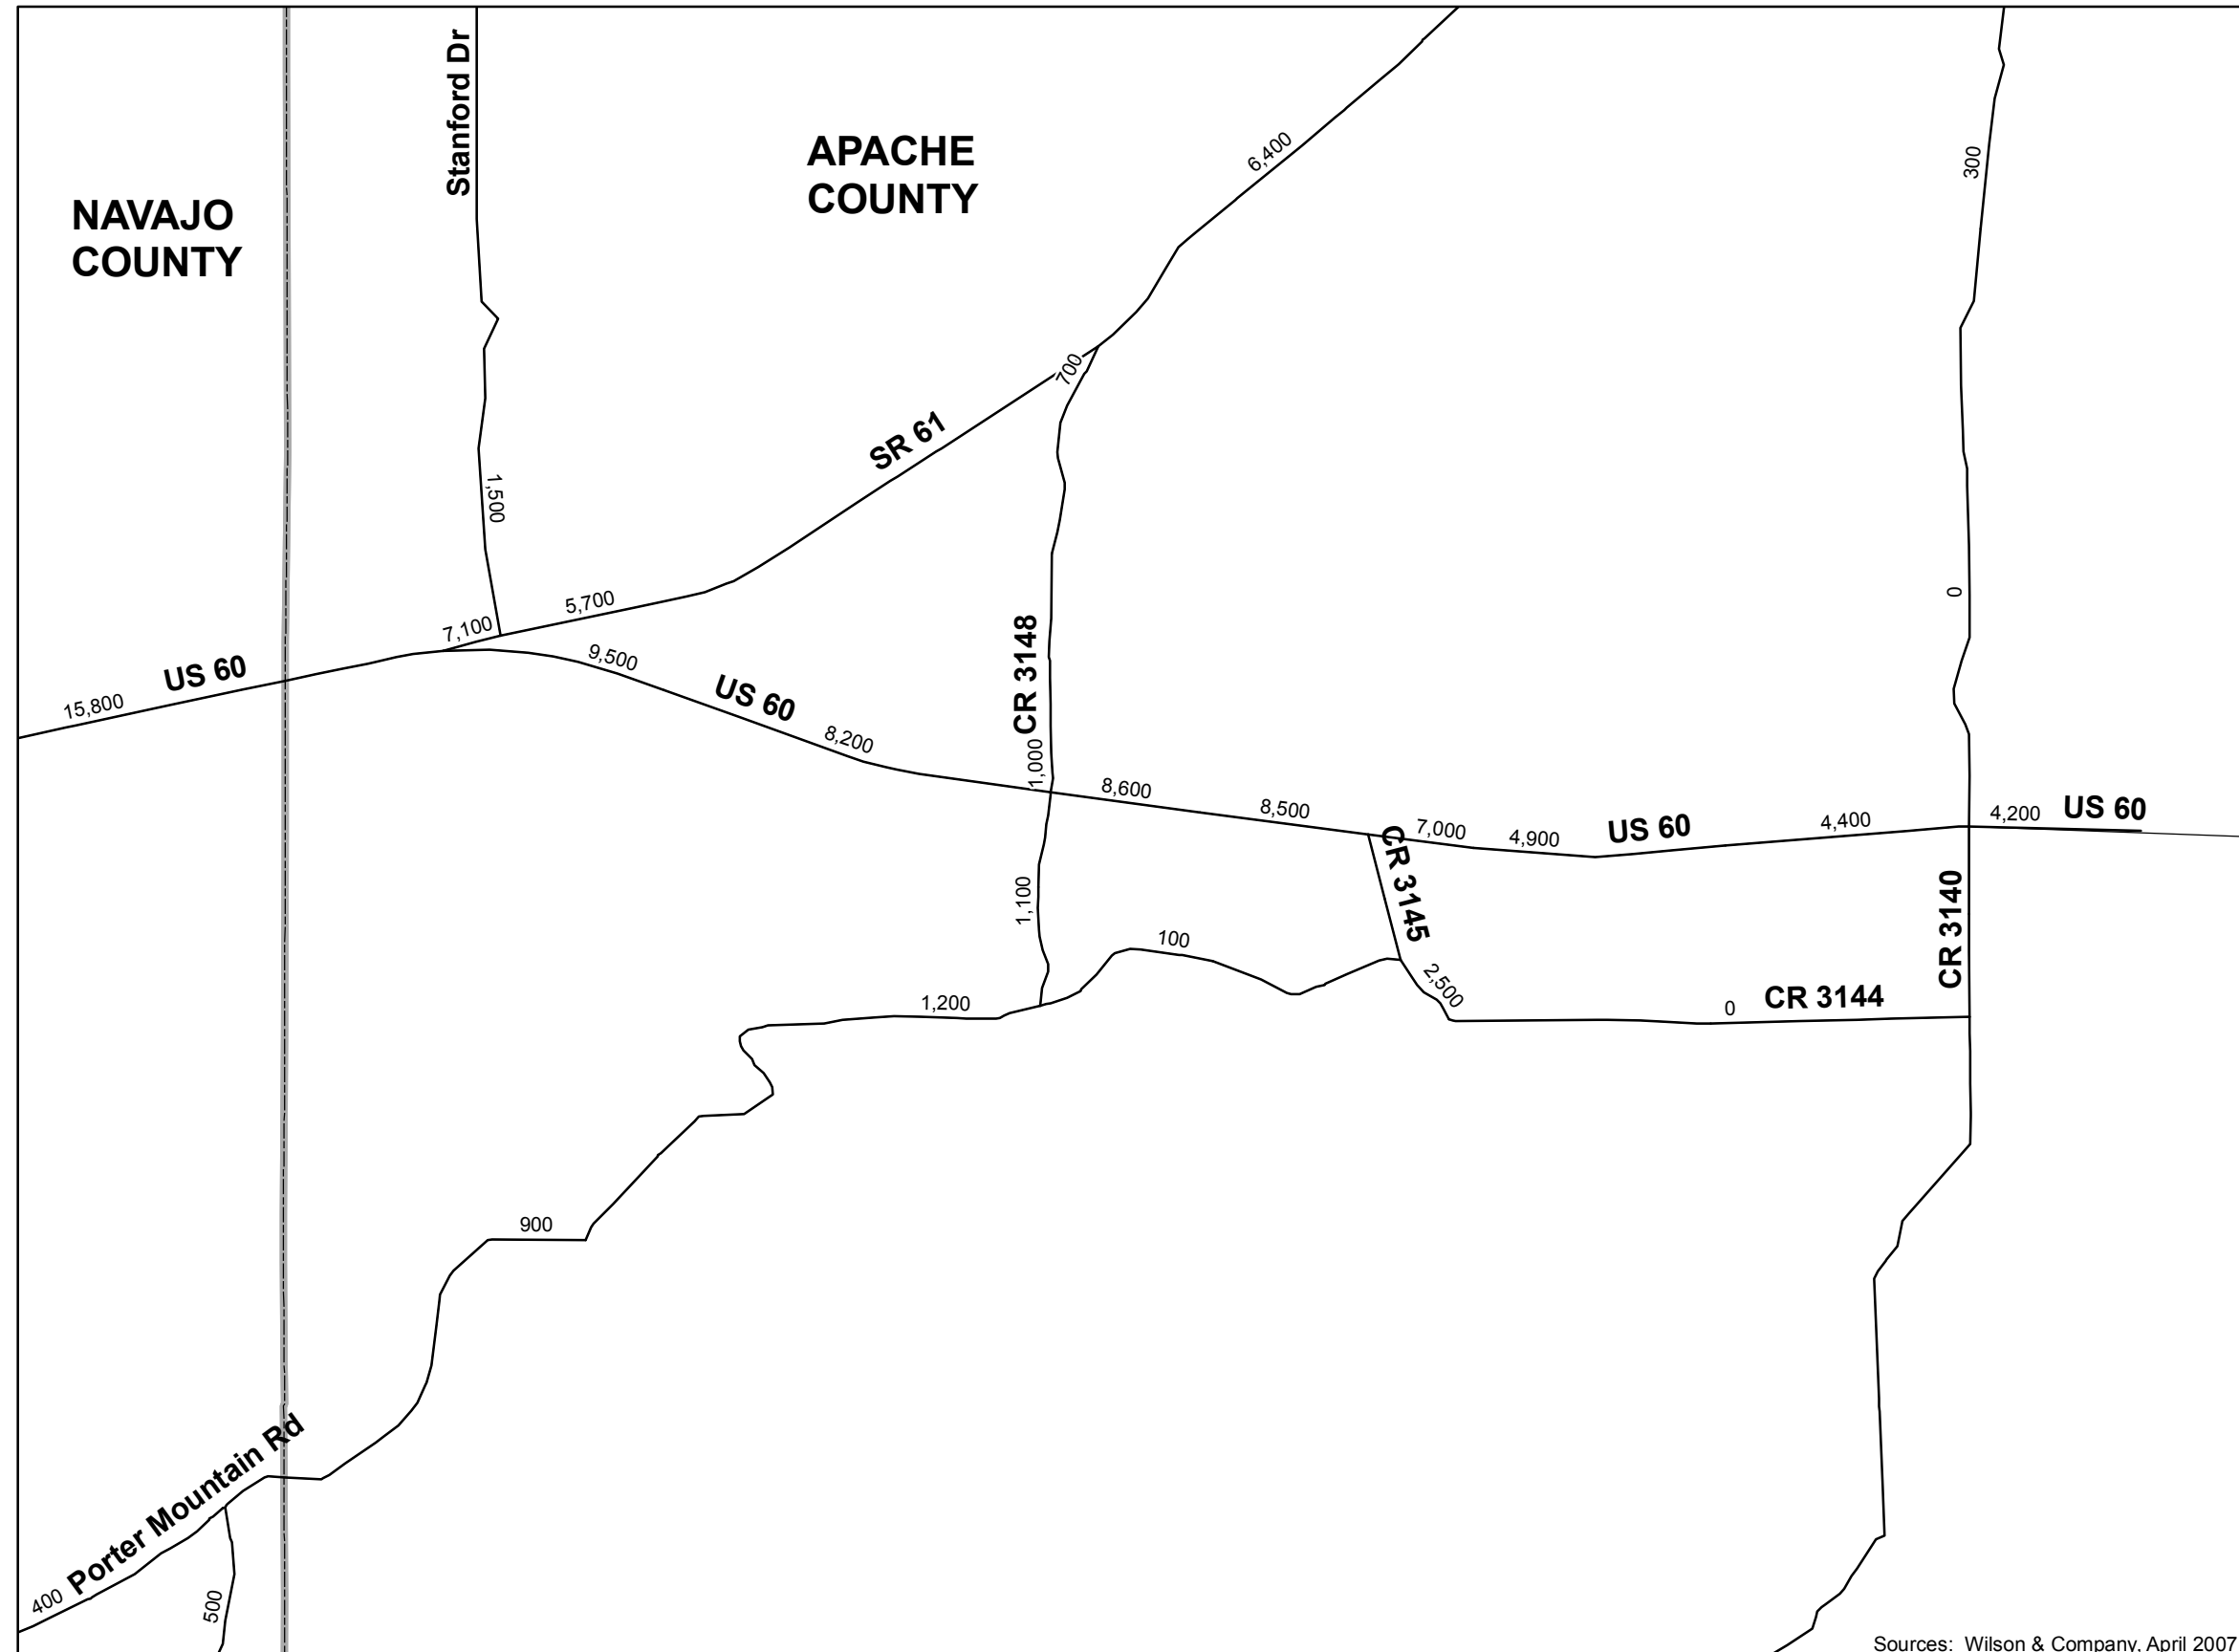 Stanford Dr
APACHE
COUNTY
NAVAJO
COUNTY
6,400
300
700
SR 61
1,500
5,700
7,100
0
9,500
US 60
15,800
US 60
8,200
CR 3148
1,000
8,600
8,500
7,000
4,900
US 60
4,400
4,200
US 60
CR 3145
1,100
100
CR 3140
2,500
1,200
0
CR 3144
900
Porter Mountain Rd
400
500
Sources: Wilson & Company, April 2007